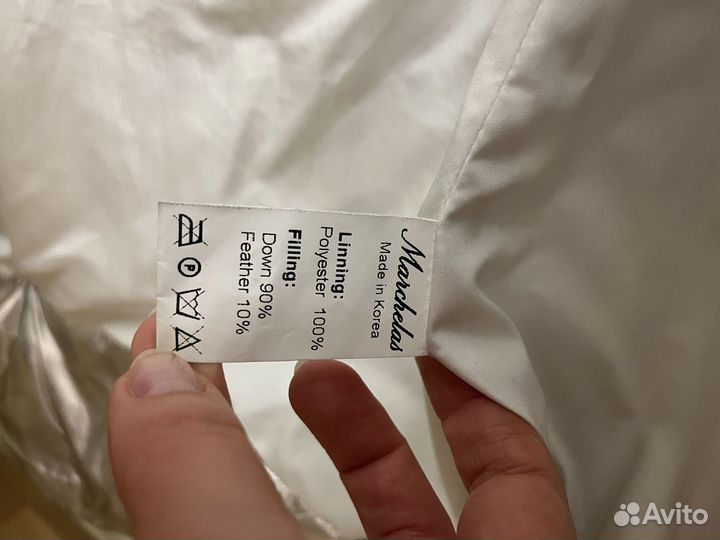 Marchelas
Made in Korea
Linning:
Polyester 100%
Filling:
Down 90%
Feather 10%
P
Avito